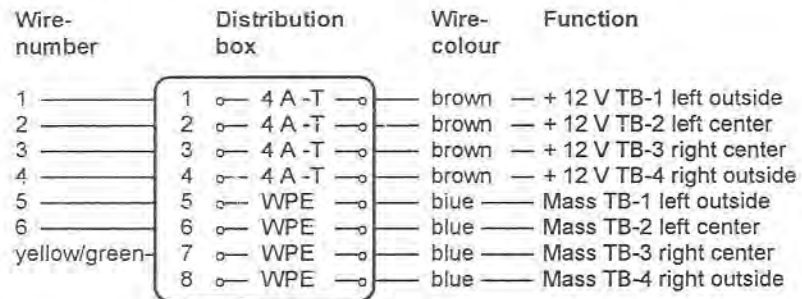 Wire- Distribution Wire- Function
number box colour
1 1 4 A -T brown + 12 V TB-1 left outside
2 2 4 A -T brown + 12 V TB-2 left center
3 3 4 A -T brown + 12 V TB-3 right center
4 4 4 A -T brown + 12 V TB-4 right outside
5 5 WPE blue Mass TB-1 left outside
6 6 WPE blue Mass TB-2 left center
yellow/green 7 WPE blue Mass TB-3 right center
8 WPE blue Mass TB-4 right outside